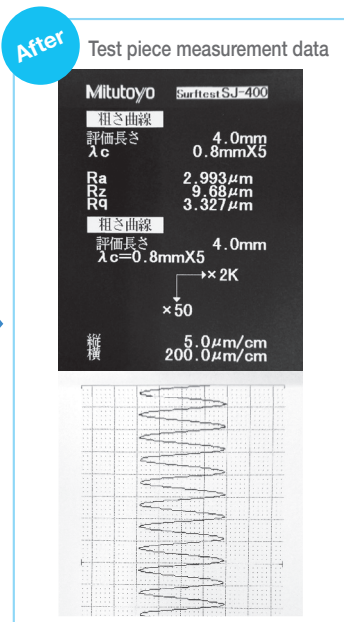 After
Test piece measurement data
Mitutoyo SurftestSJ-400
粗さ曲線
評価長さ 4.0mm
λc 0.8mmX5
Ra 2.993μm
Rz 9.68μm
Rq 3.327μm
粗さ曲線
評価長さ 4.0mm
λc=0.8mmX5
×2K
×50
縦 5.0μm/cm
横 200.0μm/cm